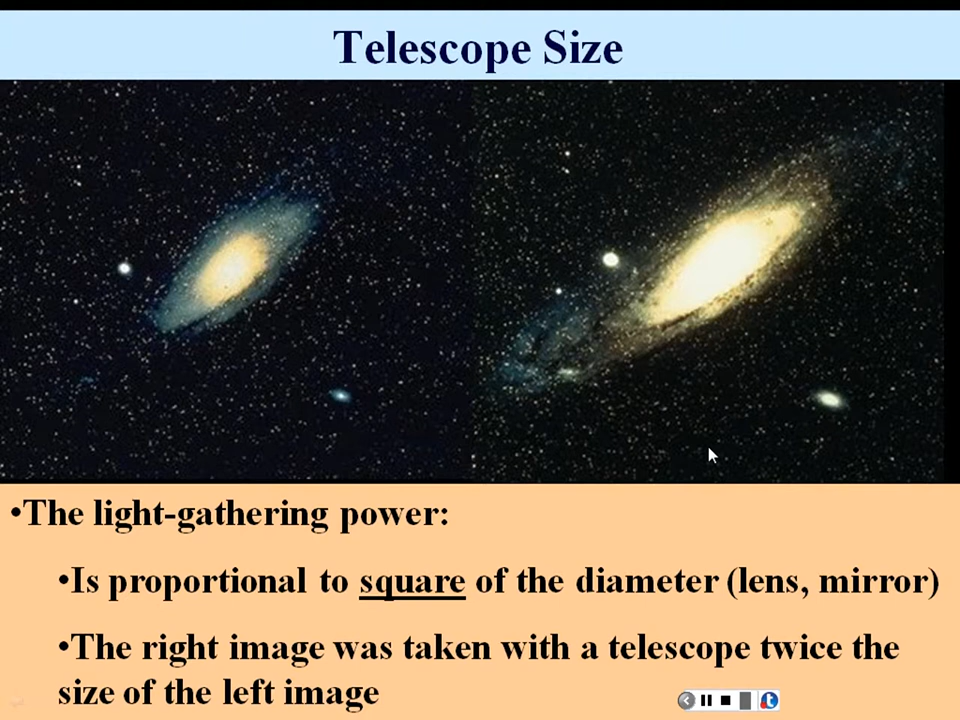 Telescope Size
•The light-gathering power:
•Is proportional to square of the diameter (lens, mirror)
•The right image was taken with a telescope twice the
size of the left image
t